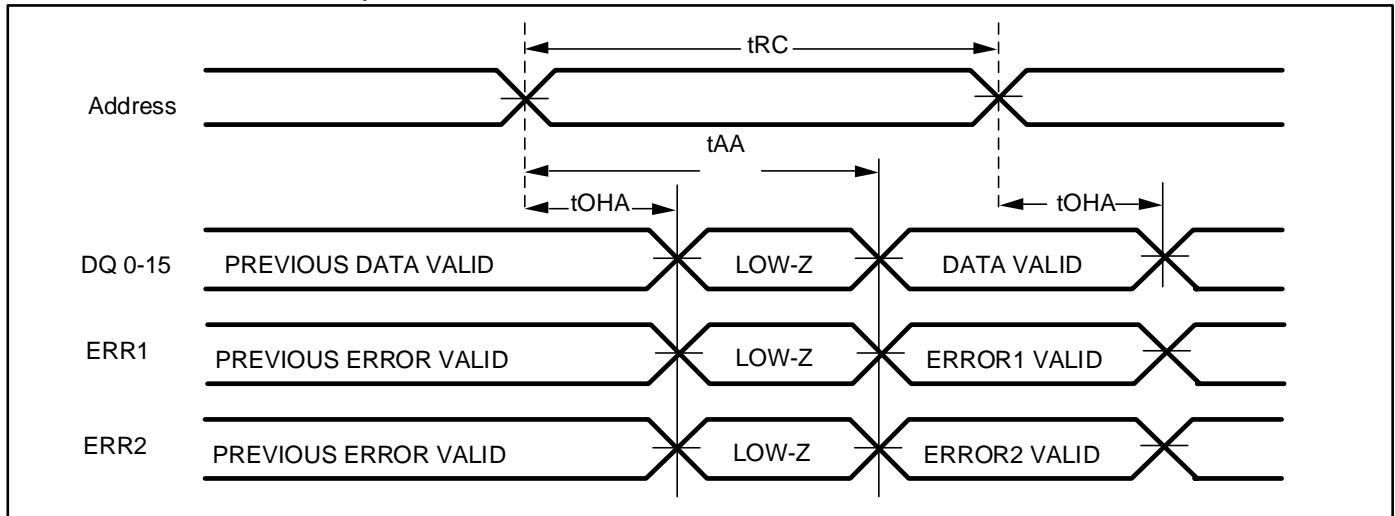 tRC
Address
tAA
tOHA
tOHA
DQ 0-15 PREVIOUS DATA VALID LOW-Z DATA VALID
ERR1 PREVIOUS ERROR VALID LOW-Z ERROR1 VALID
ERR2 PREVIOUS ERROR VALID LOW-Z ERROR2 VALID